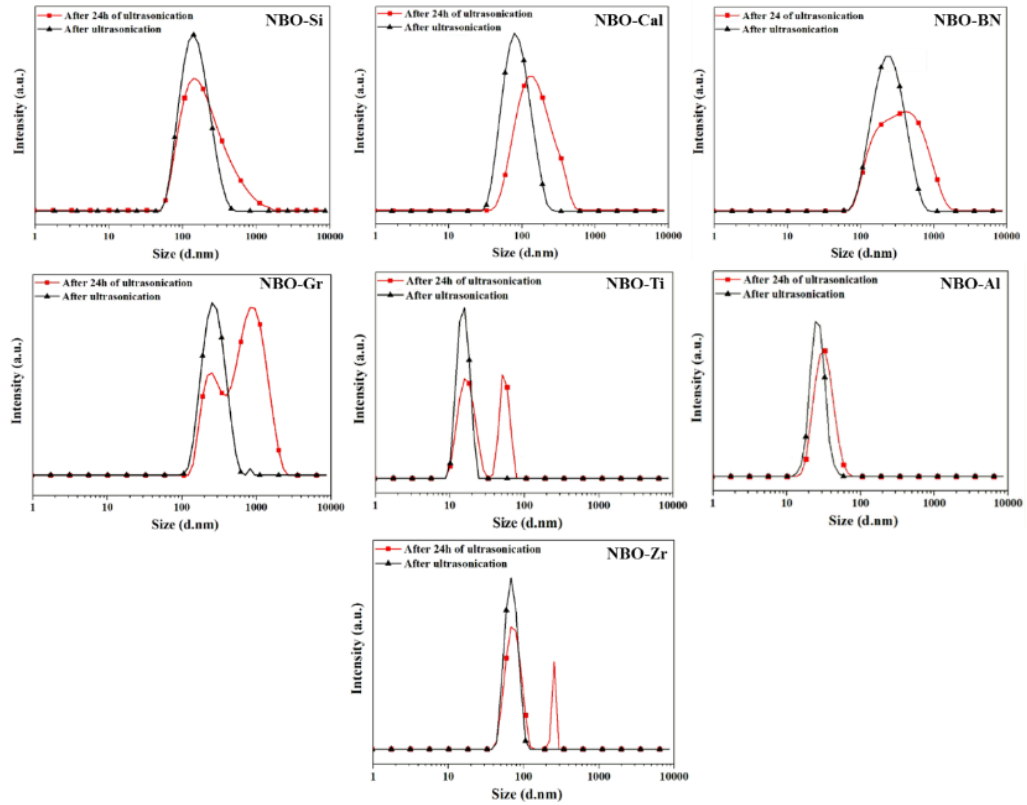 After 24h of ultrasonication
After ultrasonication
NBO-Si
Intensity (a.u.)
1 10 100 1000 10000
Size (d.nm)
After 24h of ultrasonication
After ultrasonication
NBO-Cal
Intensity (a.u.)
1 10 100 1000 10000
Size (d.nm)
After 24 of ultrasonication
After ultrasonication
NBO-BN
Intensity (a.u.)
1 10 100 1000 10000
Size (d.nm)
After 24h of ultrasonication
After ultrasonication
NBO-Gr
Intensity (a.u.)
1 10 100 1000 10000
Size (d.nm)
After 24h of ultrasonication
After ultrasonication
NBO-Ti
Intensity (a.u.)
1 10 100 1000 10000
Size (d.nm)
After 24h of ultrasonication
After ultrasonication
NBO-Al
Intensity (a.u.)
1 10 100 1000 10000
Size (d.nm)
After 24h of ultrasonication
After ultrasonication
NBO-Zr
Intensity (a.u.)
1 10 100 1000 10000
Size (d.nm)